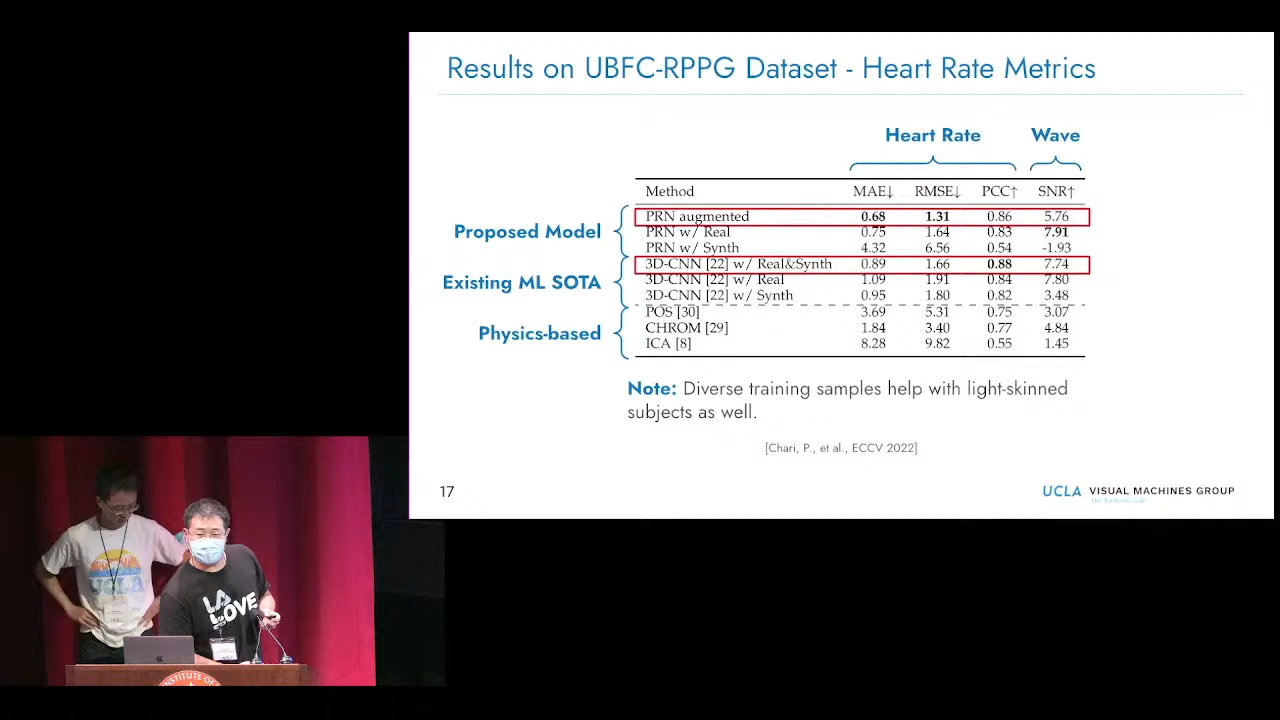 Results on UBFC-RPPG Dataset - Heart Rate Metrics
Heart Rate Wave
Method MAE↓ RMSE↓ PCC↑ SNR↑
Proposed Model
PRN augmented 0.68 1.31 0.86 5.76
PRN w/ Real 0.75 1.64 0.83 7.91
PRN w/ Synth 4.32 6.56 0.54 -1.93
Existing ML SOTA
3D-CNN [22] w/ Real&Synth 0.89 1.66 0.88 7.74
3D-CNN [22] w/ Real 1.09 1.91 0.84 7.80
3D-CNN [22] w/ Synth 0.95 1.80 0.82 3.48
Physics-based
POS [30] 3.69 5.31 0.75 3.07
CHROM [29] 1.84 3.40 0.77 4.84
ICA [8] 8.28 9.82 0.55 1.45
Note: Diverse training samples help with light-skinned
subjects as well.
[Chari, P., et al., ECCV 2022]
17
UCLA VISUAL MACHINES GROUP
UCLA
LA
LOVE
INSTITUTE OF